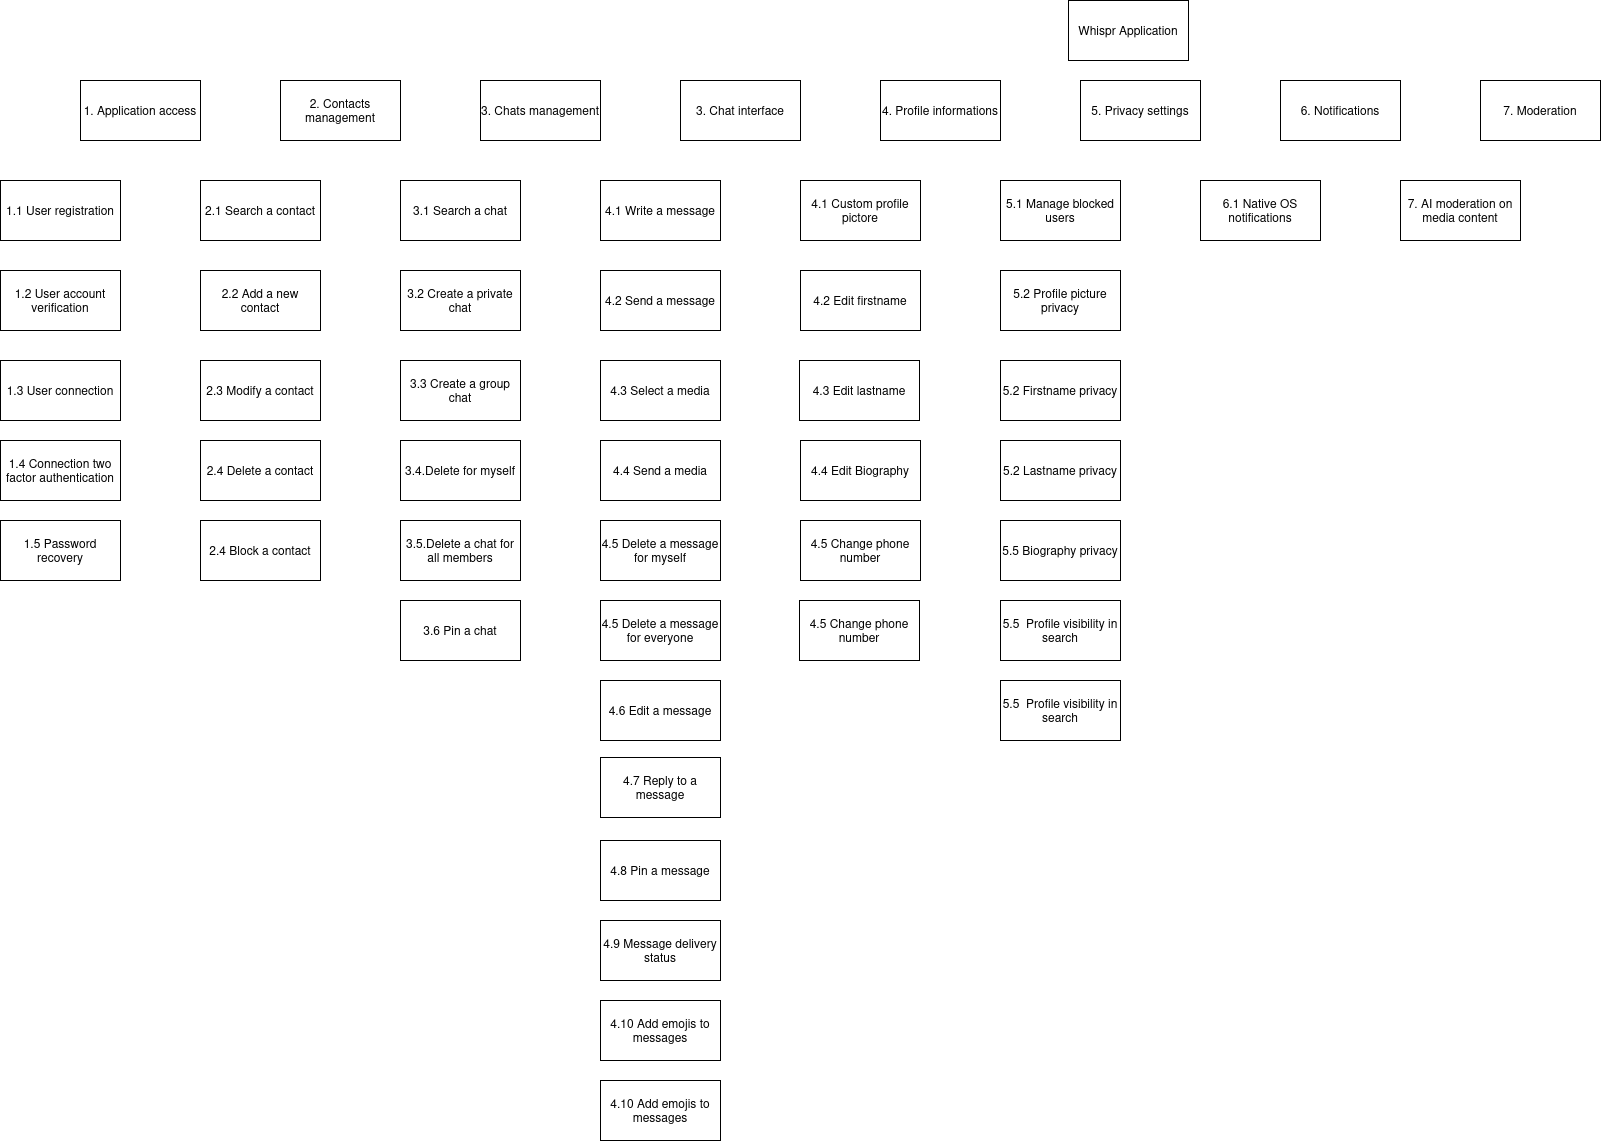 Whispr Application
1. Application access
2. Contacts
management
3. Chats management
3. Chat interface
4. Profile informations
5. Privacy settings
6. Notifications
7. Moderation
1.1 User registration
2.1 Search a contact
3.1 Search a chat
4.1 Write a message
4.1 Custom profile
pictore
5.1 Manage blocked
users
6.1 Native OS
notifications
7. AI moderation on
media content
1.2 User account
verification
2.2 Add a new
contact
3.2 Create a private
chat
4.2 Send a message
4.2 Edit firstname
5.2 Profile picture
privacy
1.3 User connection
2.3 Modify a contact
3.3 Create a group
chat
4.3 Select a media
4.3 Edit lastname
5.2 Firstname privacy
1.4 Connection two
factor authentication
2.4 Delete a contact
3.4.Delete for myself
4.4 Send a media
4.4 Edit Biography
5.2 Lastname privacy
1.5 Password
recovery
2.4 Block a contact
3.5.Delete a chat for
all members
4.5 Delete a message
for myself
4.5 Change phone
number
5.5 Biography privacy
3.6 Pin a chat
4.5 Delete a message
for everyone
4.5 Change phone
number
5.5  Profile visibility in
search
4.6 Edit a message
5.5  Profile visibility in
search
4.7 Reply to a
message
4.8 Pin a message
4.9 Message delivery
status
4.10 Add emojis to
messages
4.10 Add emojis to
messages